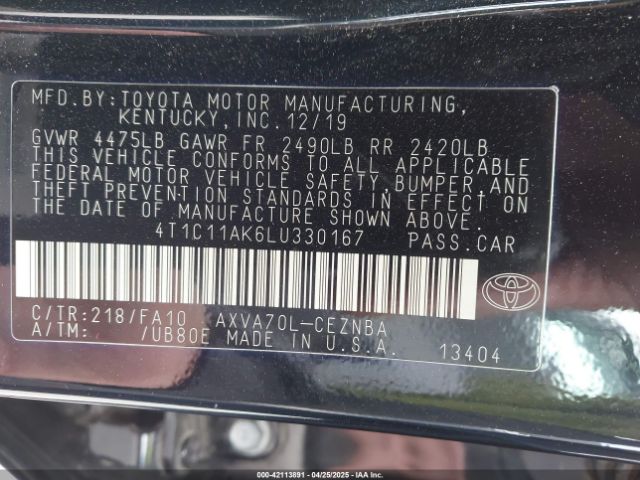 MFD.BY:TOYOTA MOTOR MANUFACTURING,
KENTUCKY, INC. 12/19
GVWR 4475LB GAWR FR 2490LB RR 2420LB
THIS VEHICLE CONFORMS TO ALL APPLICABLE
FEDERAL MOTOR VEHICLE SAFETY,BUMPER,AND
THEFT PREVENTION STANDARDS IN EFFECT ON
THE DATE OF MANUFACTURE SHOWN ABOVE.
4T1C11AK6LU330167 PASS.CAR
C/TR:218/FA10 AXVA70L-CEZNBA
A/TM: /UB80E MADE IN U.S.A. 13404
000-42113891 - 04/25/2025 - IAA, Inc.